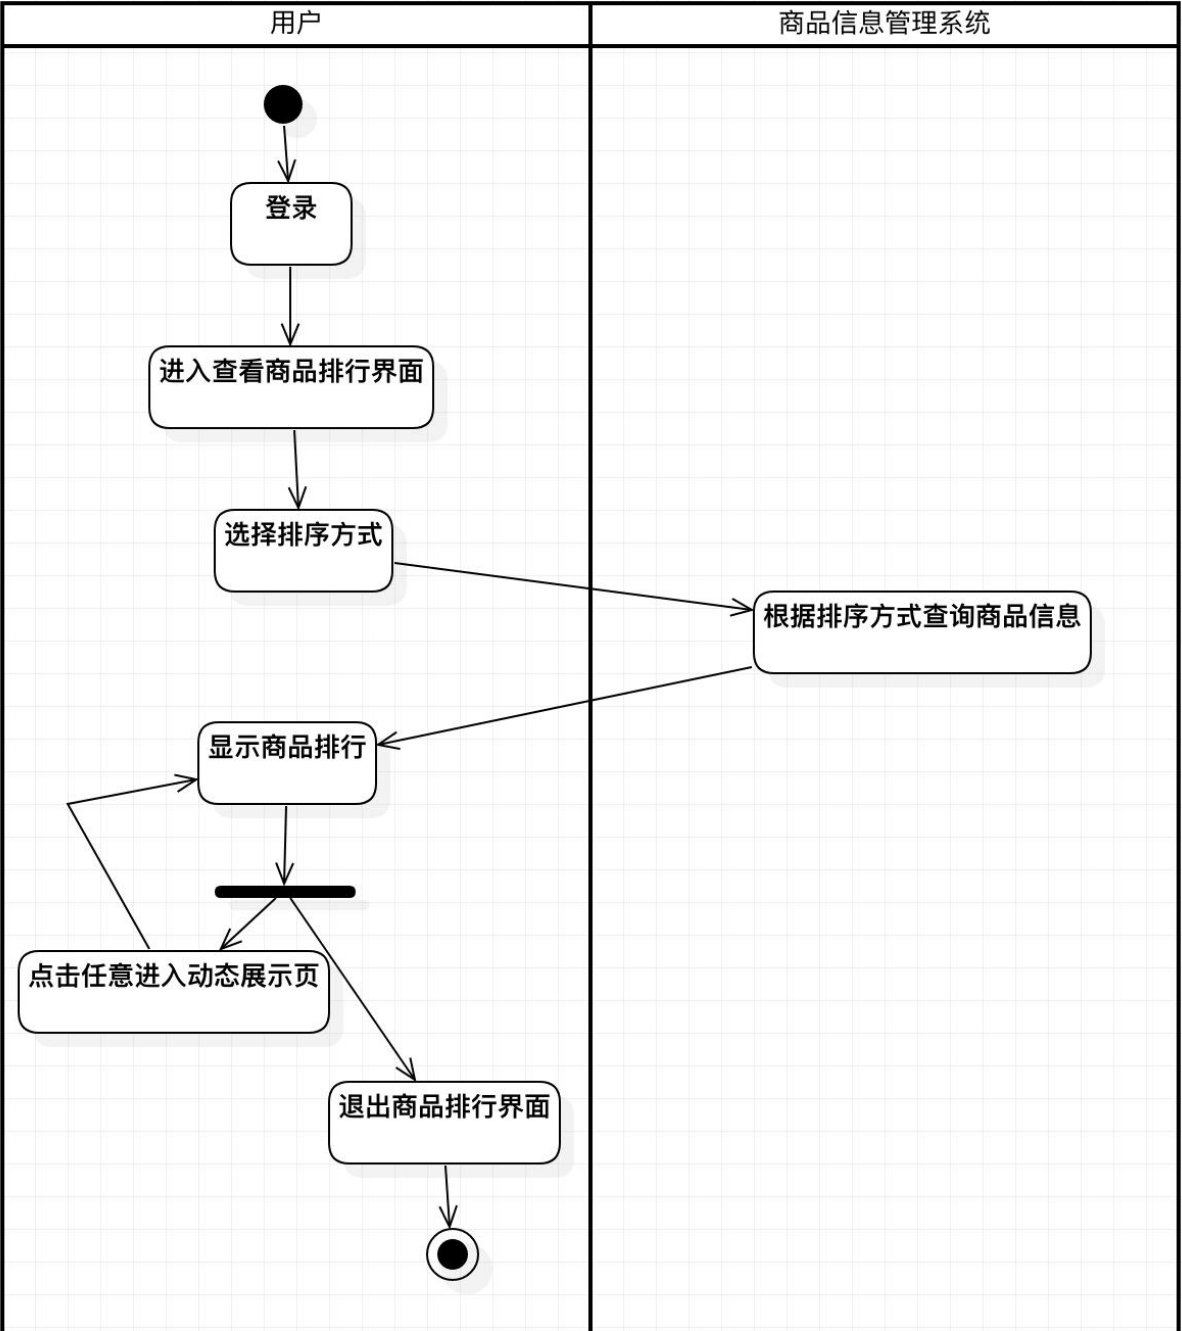 用户
商品信息管理系统
登录
进入查看商品排行界面
选择排序方式
根据排序方式查询商品信息
显示商品排行
点击任意进入动态展示页
退出商品排行界面